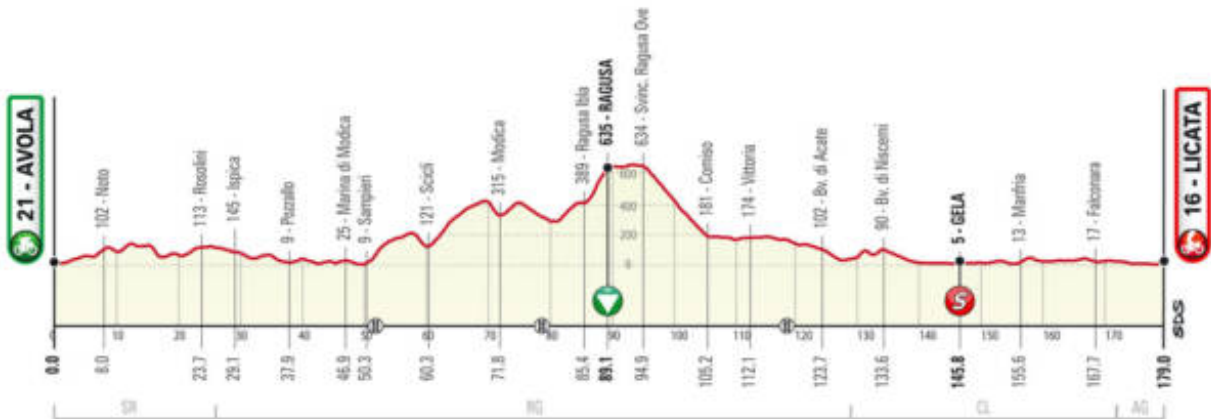 21 - AVOLA
102 - Noto
113 - Rosolini
145 - Ispica
9 - Pozzallo
25 - Marina di Modica
9 - Sampieri
121 - Scicli
315 - Modica
389 - Ragusa Ibla
635 - RAGUSA
634 - Svinc. Ragusa Ove
181 - Comiso
174 - Vittoria
102 - Bv. di Acate
90 - Bv. di Niscemi
5 - GELA
13 - Manfria
17 - Falconara
16 - LICATA
600
400
200
0
S
SDS
0 10 20 30 40 50 60 70 80 90 100 110 120 130 140 150 160 170
0.0 8.0 23.7 29.1 37.9 46.9 50.3 60.3 71.8 85.4 89.1 94.9 105.2 112.1 123.7 133.6 145.8 155.6 167.7 179.0
SR RG CL AG